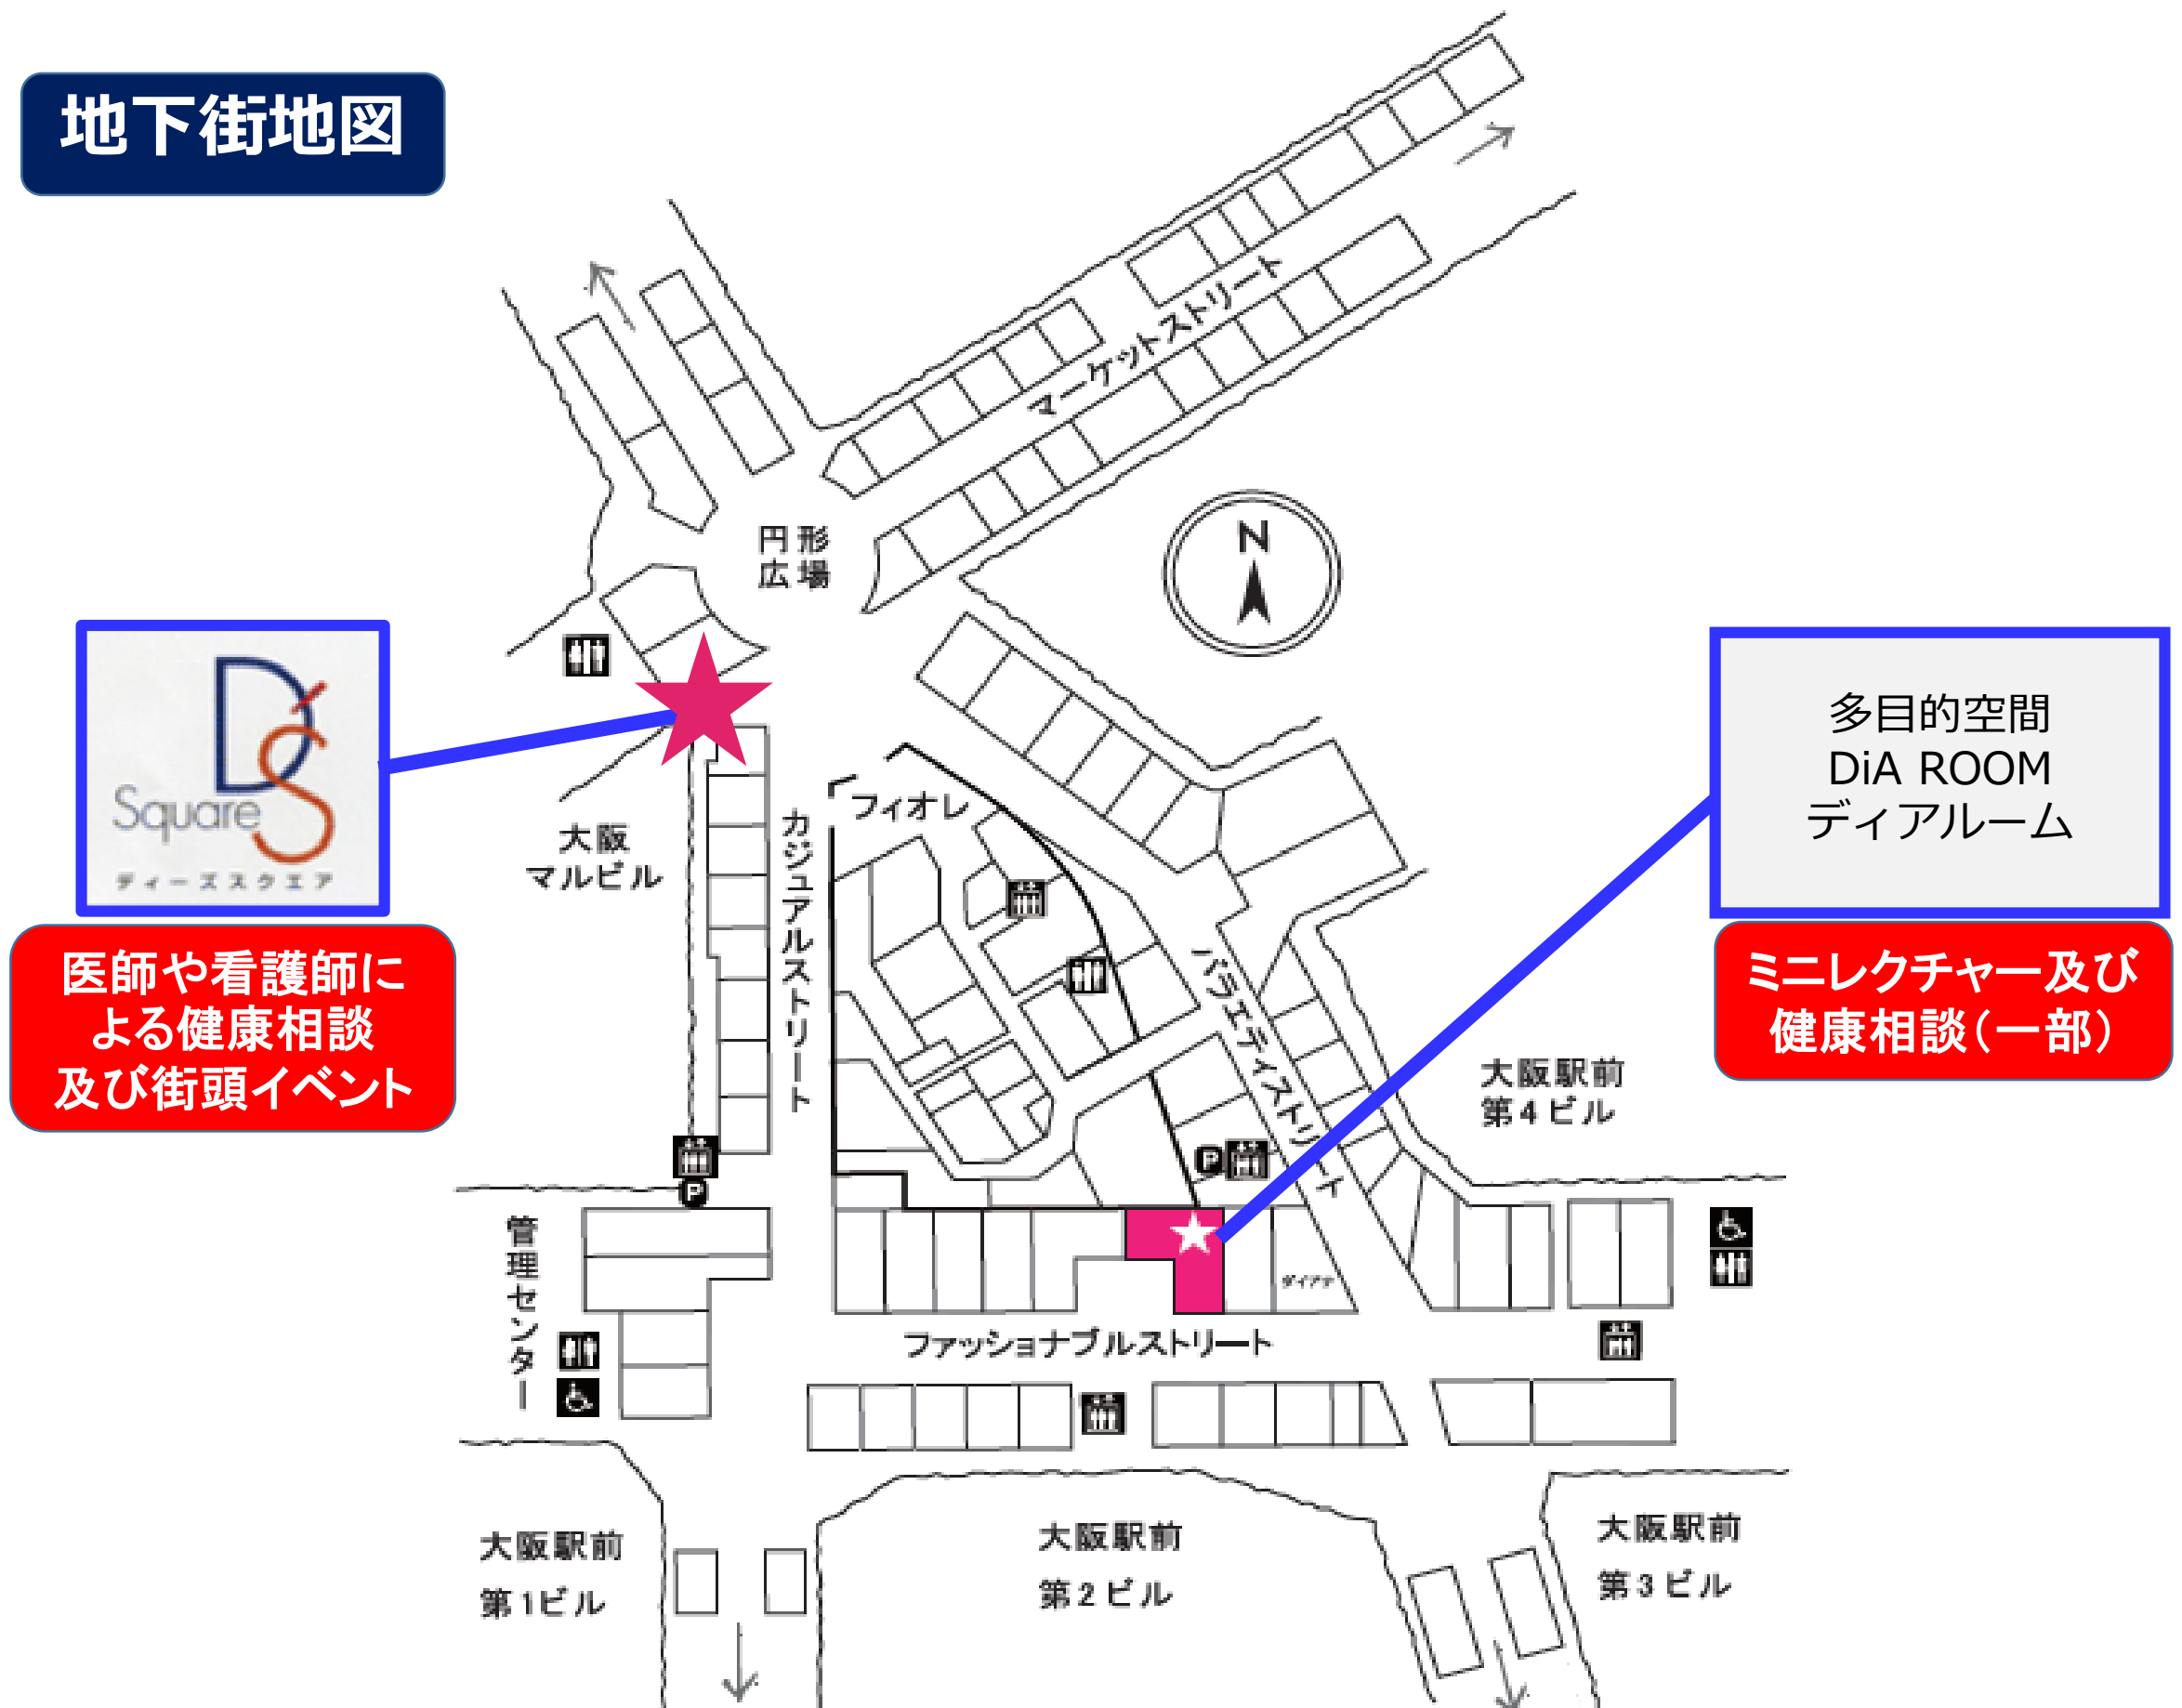 地下街地図
マーケットストリート
円形
広場
N
D's
Square
ディーズスクエア
医師や看護師に
よる健康相談
及び街頭イベント
多目的空間
DiA ROOM
ディアルーム
ミニレクチャー及び
健康相談（一部）
大阪
マルビル
カジュアルストリート
フィオレ
バラエティストリート
大阪駅前
第4ビル
P
P
管理センター
ダイアナ
ファッショナブルストリート
大阪駅前
第1ビル
大阪駅前
第2ビル
大阪駅前
第3ビル